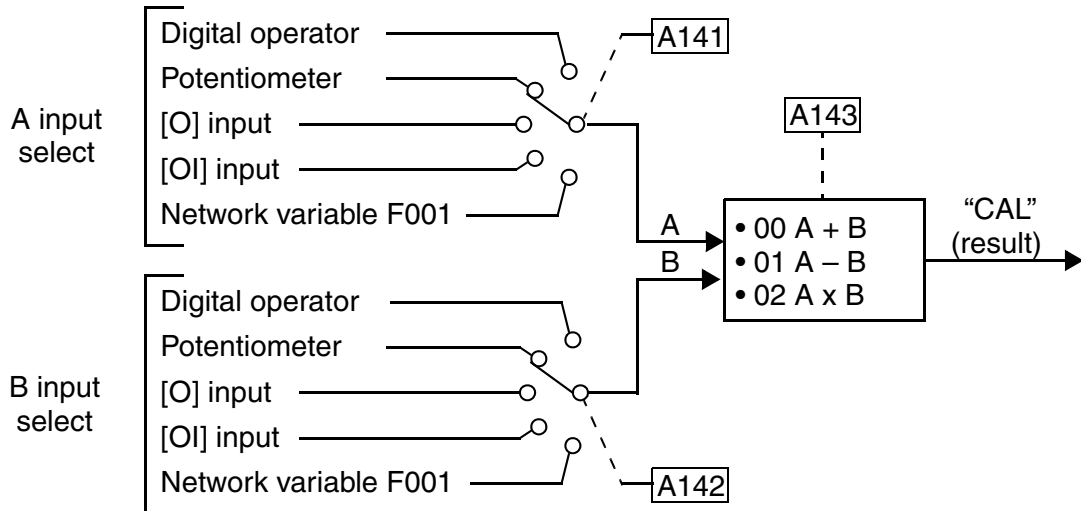 Digital operator
Potentiometer
[O] input
[OI] input
Network variable F001
A input
select
A141
A143
A
B
• 00 A + B
• 01 A – B
• 02 A x B
“CAL”
(result)
Digital operator
Potentiometer
[O] input
[OI] input
Network variable F001
B input
select
A142